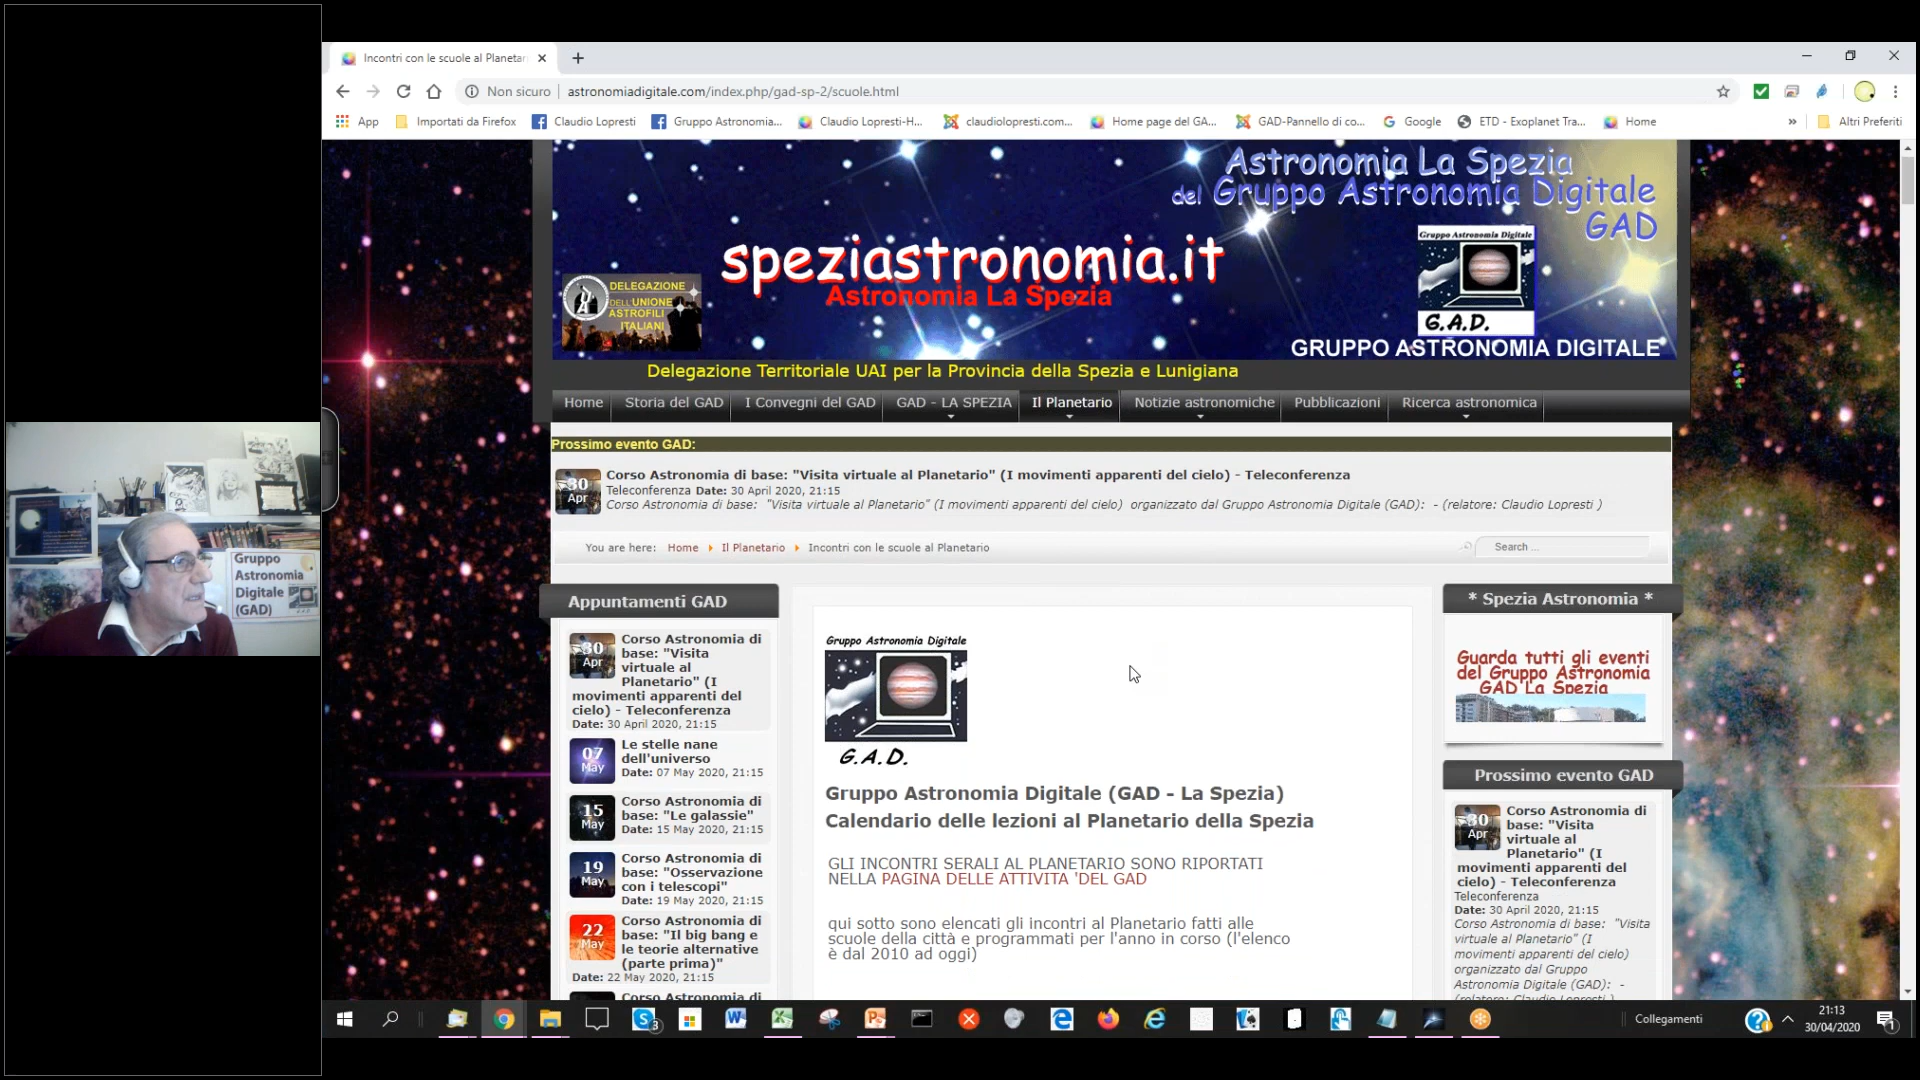 Incontri con le scuole al Planetar
Non sicuro
astronomiadigitale.com/index.php/gad-sp-2/scuole.html
App
Importati da Firefox
Claudio Lopresti
Gruppo Astronomia...
Claudio Lopresti-H...
claudiolopresti.com...
Home page del GA...
GAD-Pannello di co...
Google
ETD - Exoplanet Tra...
Home
»
Altri Preferiti
Astronomia La Spezia
del Gruppo Astronomia Digitale
GAD
speziastronomia.it
Astronomia La Spezia
DELEGAZIONE
DELL'UNIONE
ASTROFILI
ITALIANI
Gruppo Astronomia Digitale
G.A.D.
GRUPPO ASTRONOMIA DIGITALE
Delegazione Territoriale UAI per la Provincia della Spezia e Lunigiana
Home
Storia del GAD
I Convegni del GAD
GAD - LA SPEZIA
Il Planetario
Notizie astronomiche
Pubblicazioni
Ricerca astronomica
Prossimo evento GAD:
30
Apr
Corso Astronomia di base: "Visita virtuale al Planetario" (I movimenti apparenti del cielo) - Teleconferenza
Teleconferenza Date: 30 April 2020, 21:15
Corso Astronomia di base: "Visita virtuale al Planetario" (I movimenti apparenti del cielo) organizzato dal Gruppo Astronomia Digitale (GAD): - (relatore: Claudio Lopresti )
You are here: Home Il Planetario Incontri con le scuole al Planetario
Search ...
Appuntamenti GAD
30
Apr
Corso Astronomia di
base: "Visita
virtuale al
Planetario" (I
movimenti apparenti del
cielo) - Teleconferenza
Date: 30 April 2020, 21:15
07
May
Le stelle nane
dell'universo
Date: 07 May 2020, 21:15
15
May
Corso Astronomia di
base: "Le galassie"
Date: 15 May 2020, 21:15
19
May
Corso Astronomia di
base: "Osservazione
con i telescopi"
Date: 19 May 2020, 21:15
22
May
Corso Astronomia di
base: "Il big bang e
le teorie alternative
(parte prima)"
Date: 22 May 2020, 21:15
Corso Astronomia di
Gruppo Astronomia Digitale
G.A.D.
Gruppo Astronomia Digitale (GAD - La Spezia)
Calendario delle lezioni al Planetario della Spezia
GLI INCONTRI SERALI AL PLANETARIO SONO RIPORTATI
NELLA PAGINA DELLE ATTIVITA 'DEL GAD
qui sotto sono elencati gli incontri al Planetario fatti alle
scuole della città e programmati per l'anno in corso (l'elenco
è dal 2010 ad oggi)
* Spezia Astronomia *
Guarda tutti gli eventi
del Gruppo Astronomia
GAD La Spezia
Prossimo evento GAD
30
Apr
Corso Astronomia di
base: "Visita
virtuale al
Planetario" (I
movimenti apparenti del
cielo) - Teleconferenza
Teleconferenza
Date: 30 April 2020, 21:15
Corso Astronomia di base: "Visita
virtuale al Planetario" (I
movimenti apparenti del cielo)
organizzato dal Gruppo
Astronomia Digitale (GAD): -
(relatore: Claudio Lopresti )
Gruppo
Astronomia
Digitale
(GAD)
G.A.D.
3
Collegamenti
21:13
30/04/2020
1